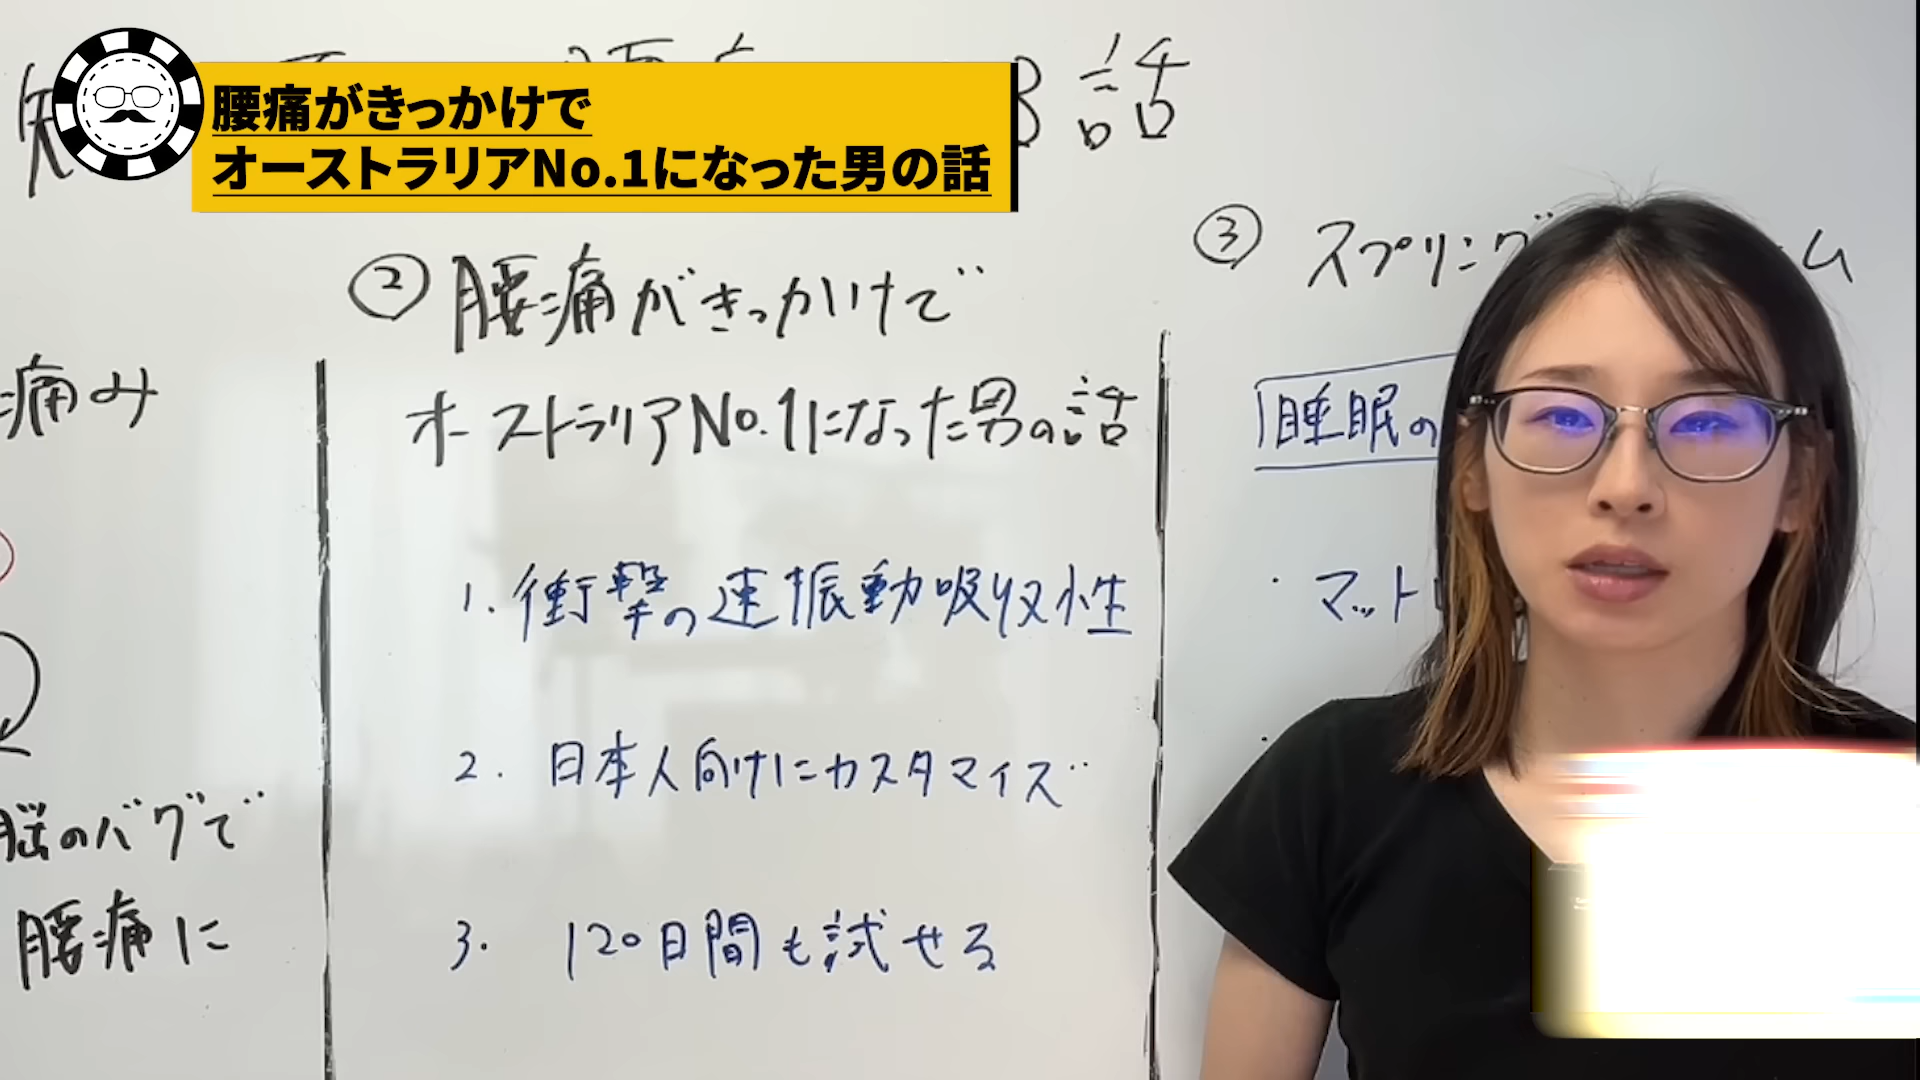 腰痛がきっかけで
オーストラリアNo.1になった男の話
話
② 腰痛がきっかけで
オーストラリアNo.1になった男の話
1. 衝撃の速振動吸収性
2. 日本人向けにカスタマイズ
3. 120日間も試せる
痛み
脳のバグで
腰痛に
③ スプリング
ム
睡眠の
・マット